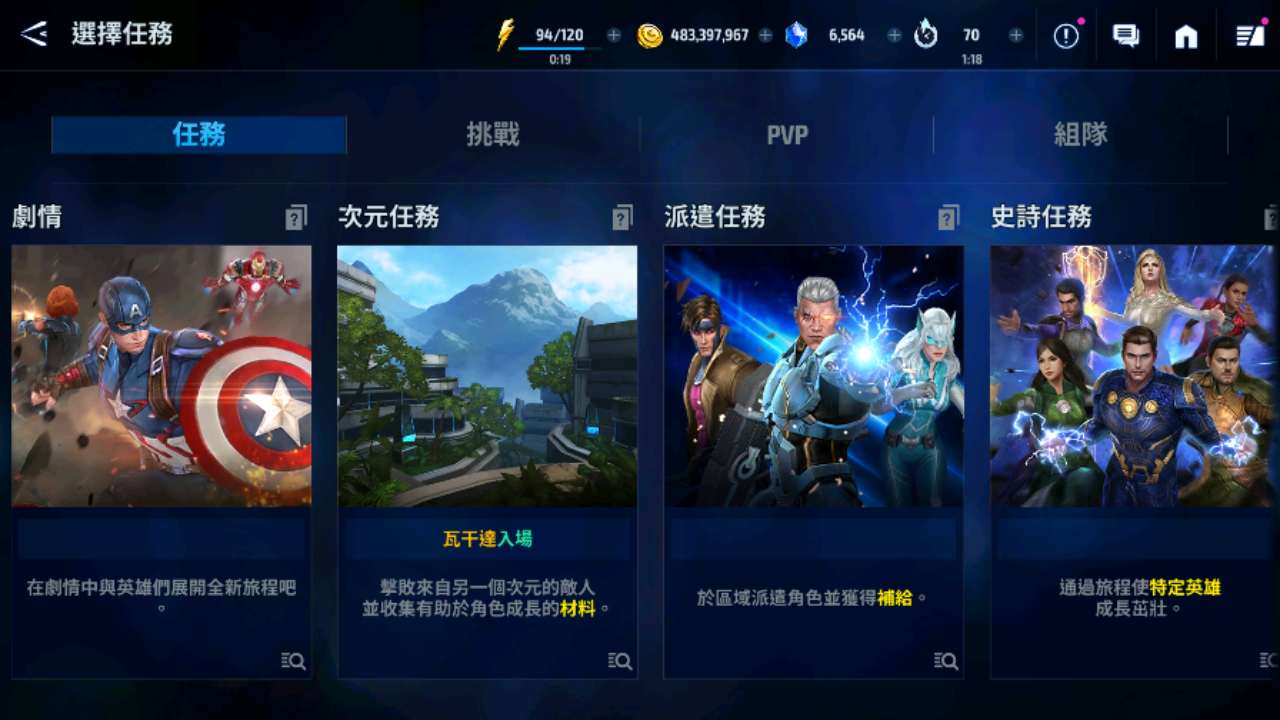 選擇任務
94/120
0:19
483,397,967
6,564
70
1:18
任務
挑戰
PVP
組隊
劇情
次元任務
派遣任務
史詩任務
瓦干達入場
在劇情中與英雄們展開全新旅程吧
。
擊敗來自另一個次元的敵人
並收集有助於角色成長的材料。
於區域派遣角色並獲得補給。
通過旅程使特定英雄
成長茁壯。